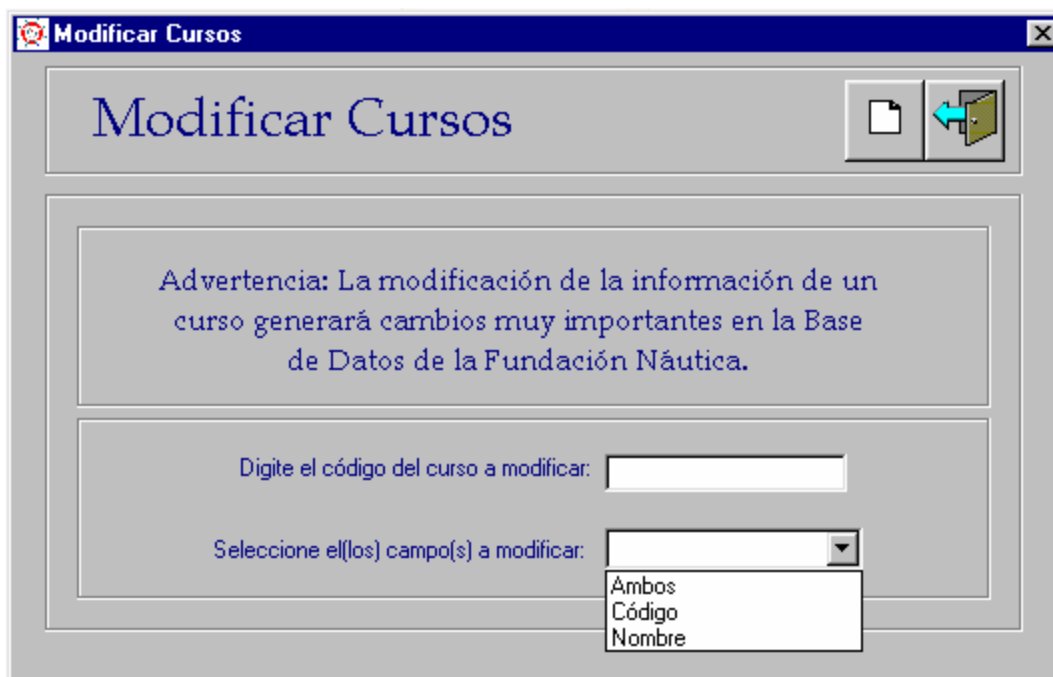 Modificar Cursos
Modificar Cursos
Advertencia: La modificación de la información de un
curso generará cambios muy importantes en la Base
de Datos de la Fundación Náutica.
Digite el código del curso a modificar:
Seleccione el(los) campo(s) a modificar:
Ambos
Código
Nombre